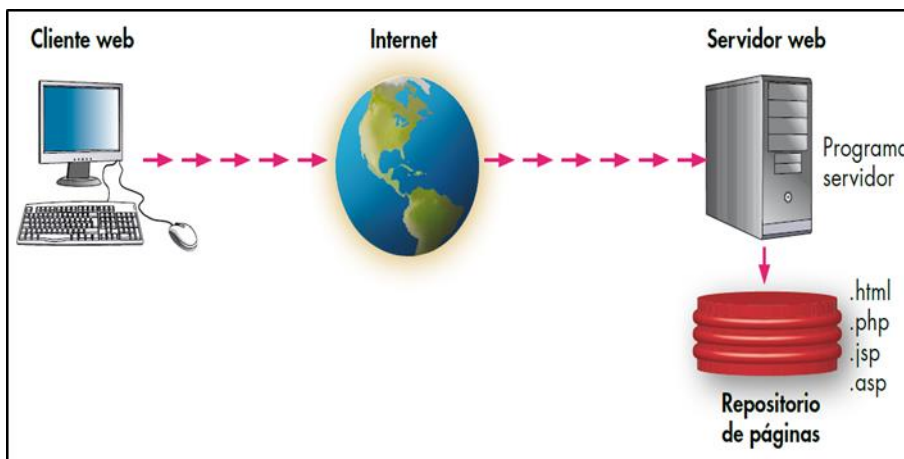 Cliente web
Internet
Servidor web
Programa
servidor
.html
.php
.jsp
.asp
Repositorio
de páginas